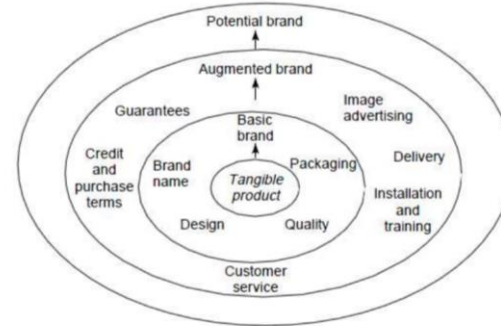 Potential brand
Augmented brand
Guarantees
Image
advertising
Basic
brand
Credit
and
purchase
terms
Brand
name
Packaging
Delivery
Tangible
product
Installation
and
training
Design
Quality
Customer
service